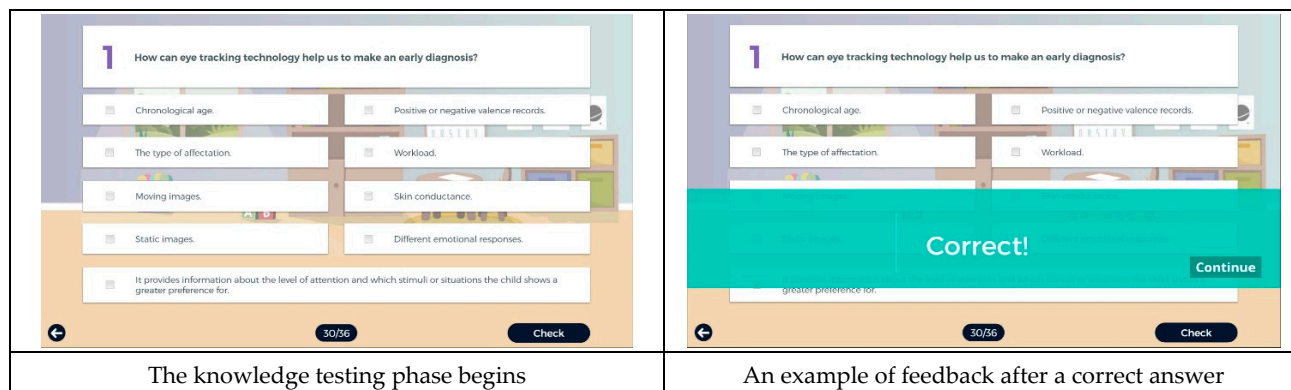 1
How can eye tracking technology help us to make an early diagnosis?
Chronological age.
Positive or negative valence records.
The type of affectation.
Workload.
Moving images.
Skin conductance.
Static images.
Different emotional responses.
It provides information about the level of attention and which stimuli or situations the child shows a
greater preference for.
30/36
Check
The knowledge testing phase begins
1
How can eye tracking technology help us to make an early diagnosis?
Chronological age.
Positive or negative valence records.
The type of affectation.
Workload.
Correct!
Continue
greater preference for.
30/36
Check
An example of feedback after a correct answer